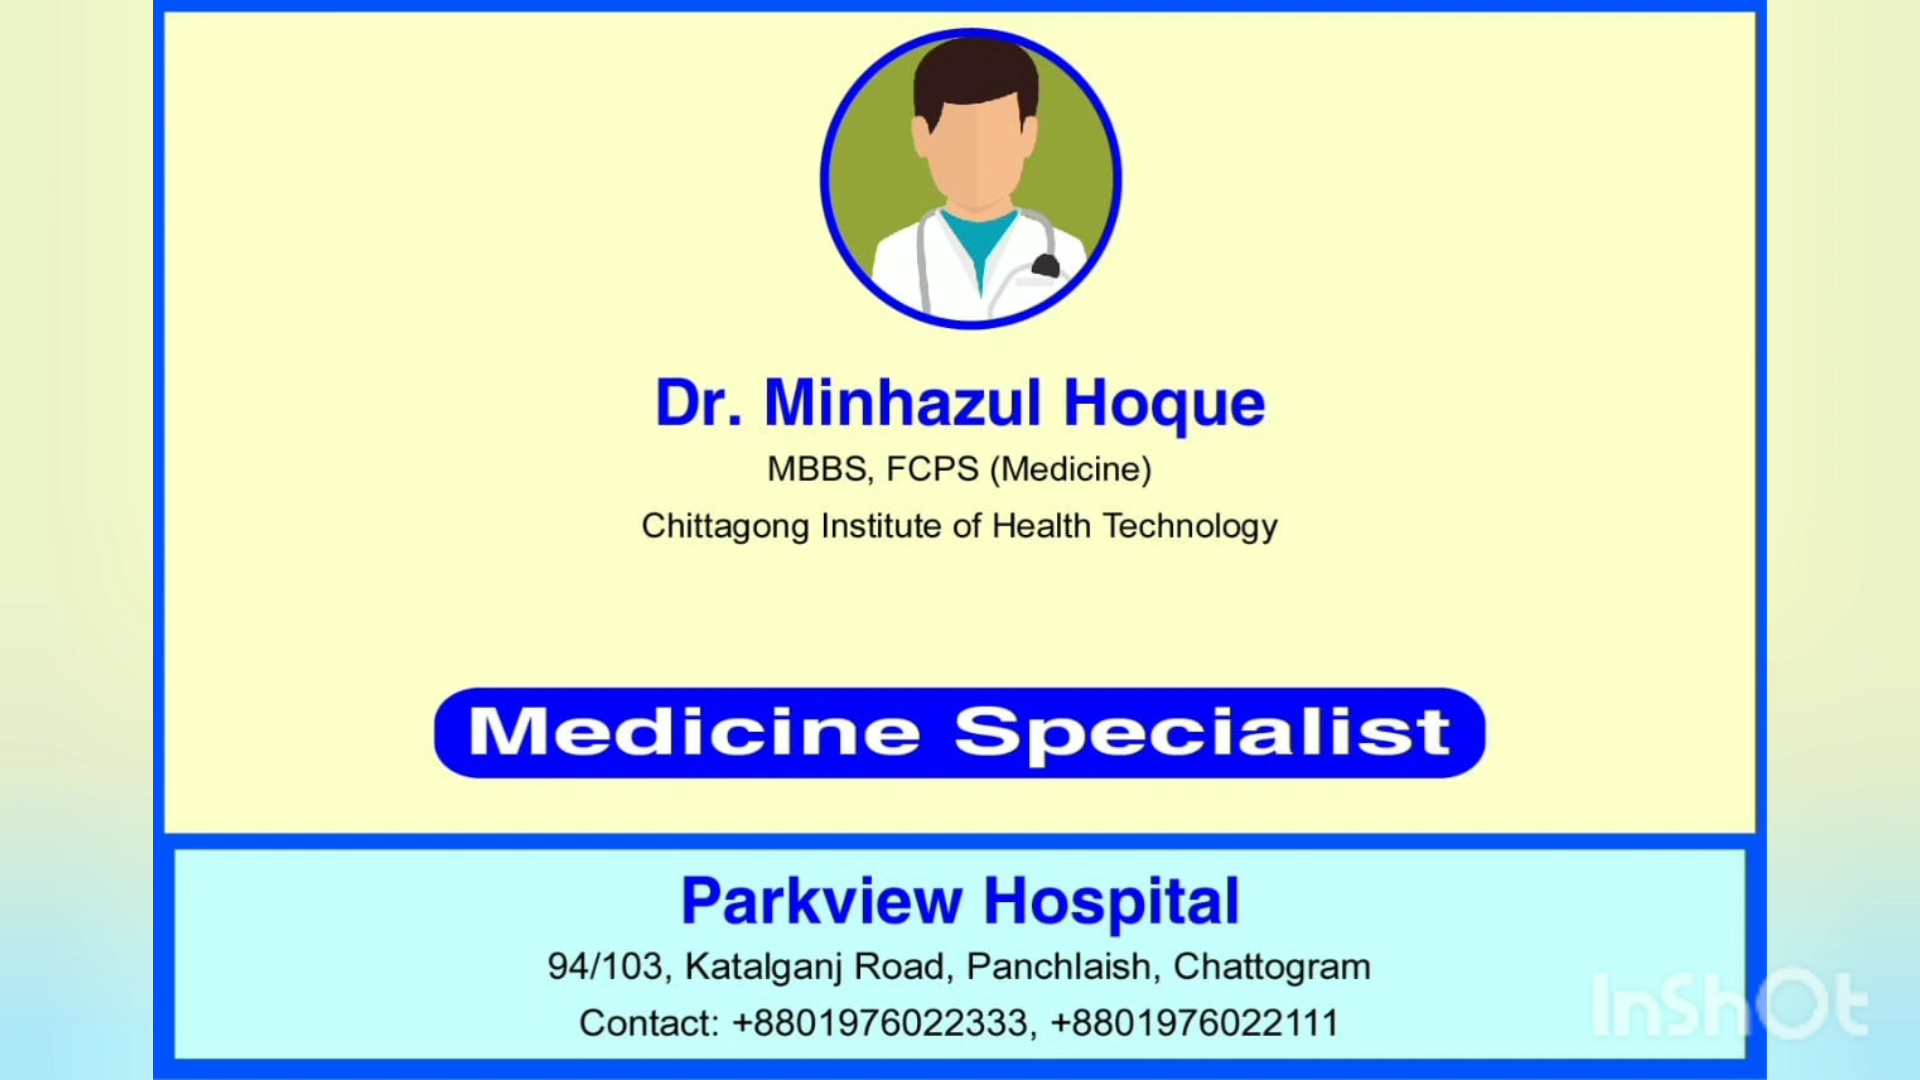 Dr. Minhazul Hoque
MBBS, FCPS (Medicine)
Chittagong Institute of Health Technology
Medicine Specialist
Parkview Hospital
94/103, Katalganj Road, Panchlaish, Chattogram
Contact: +8801976022333, +8801976022111
InShOt